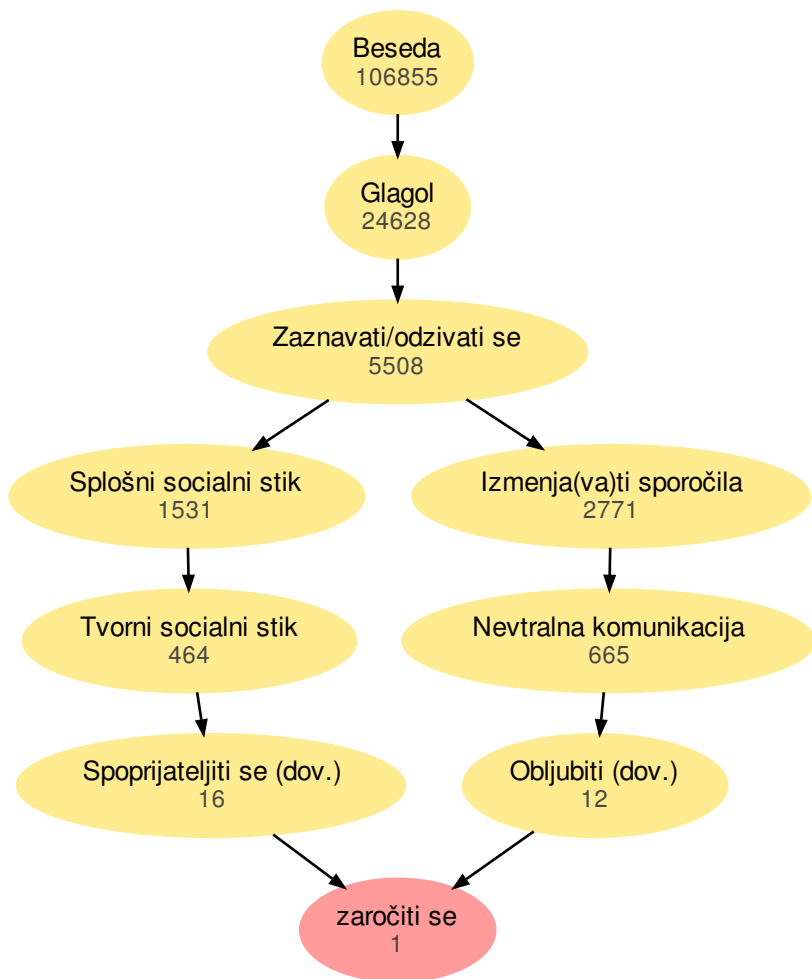 Beseda
106855
Glagol
24628
Zaznavati/odzivati se
5508
Splošni socialni stik
1531
Izmenja(va)ti sporočila
2771
Tvorni socialni stik
464
Nevtralna komunikacija
665
Spoprijateljiti se (dov.)
16
Obljubiti (dov.)
12
zaročiti se
1